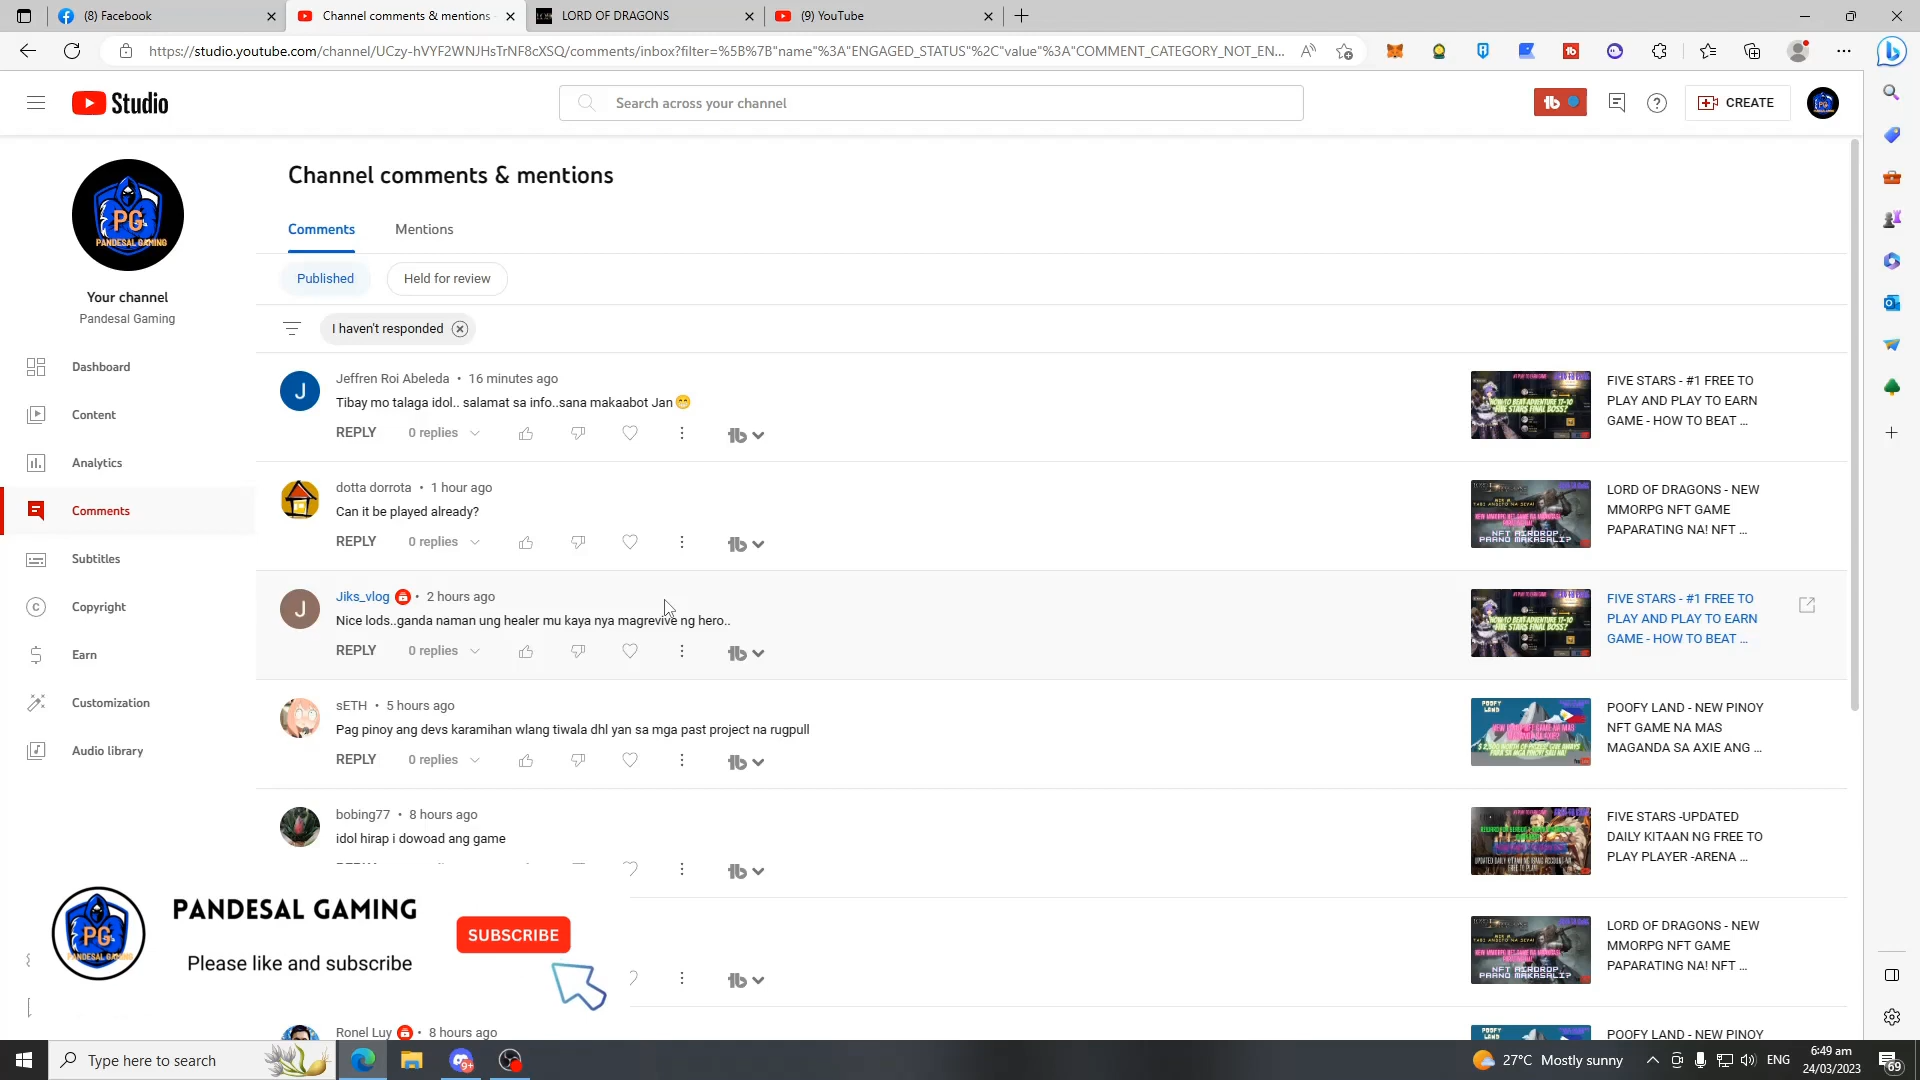 (8) Facebook
Channel comments & mentions
LORD OF DRAGONS
(9) YouTube
https://studio.youtube.com/channel/UCzy-hVYF2WNJHsTrNF8cXSQ/comments/inbox?filter=%5B%7B"name"%3A"ENGAGED_STATUS"%2C"value"%3A"COMMENT_CATEGORY_NOT_EN...
Studio
Search across your channel
CREATE
Channel comments & mentions
Comments
Mentions
Published
Held for review
I haven't responded
PG
PANDESAL GAMING
Your channel
Pandesal Gaming
Dashboard
Content
Analytics
Comments
Subtitles
Copyright
Earn
Customization
Audio library
Jeffren Roi Abeleda • 16 minutes ago
Tibay mo talaga idol.. salamat sa info..sana makaabot Jan😁
REPLY 0 replies
FIVE STARS - #1 FREE TO
PLAY AND PLAY TO EARN
GAME - HOW TO BEAT ...
dotta dorrota • 1 hour ago
Can it be played already?
REPLY 0 replies
LORD OF DRAGONS - NEW
MMORPG NFT GAME
PAPARATING NA! NFT ...
Jiks_vlog • 2 hours ago
Nice lods..ganda naman ung healer mu kaya nya magrevive ng hero..
REPLY 0 replies
FIVE STARS - #1 FREE TO
PLAY AND PLAY TO EARN
GAME - HOW TO BEAT ...
sETH • 5 hours ago
Pag pinoy ang devs karamihan wlang tiwala dhl yan sa mga past project na rugpull
REPLY 0 replies
POOFY LAND - NEW PINOY
NFT GAME NA MAS
MAGANDA SA AXIE ANG ...
bobing77 • 8 hours ago
idol hirap i dowoad ang game
FIVE STARS -UPDATED
DAILY KITAAN NG FREE TO
PLAY PLAYER -ARENA ...
LORD OF DRAGONS - NEW
MMORPG NFT GAME
PAPARATING NA! NFT ...
Ronel Luy • 8 hours ago
POOFY LAND - NEW PINOY
PANDESAL GAMING
Please like and subscribe
SUBSCRIBE
Type here to search
27°C Mostly sunny
ENG
6:49 am
24/03/2023
69